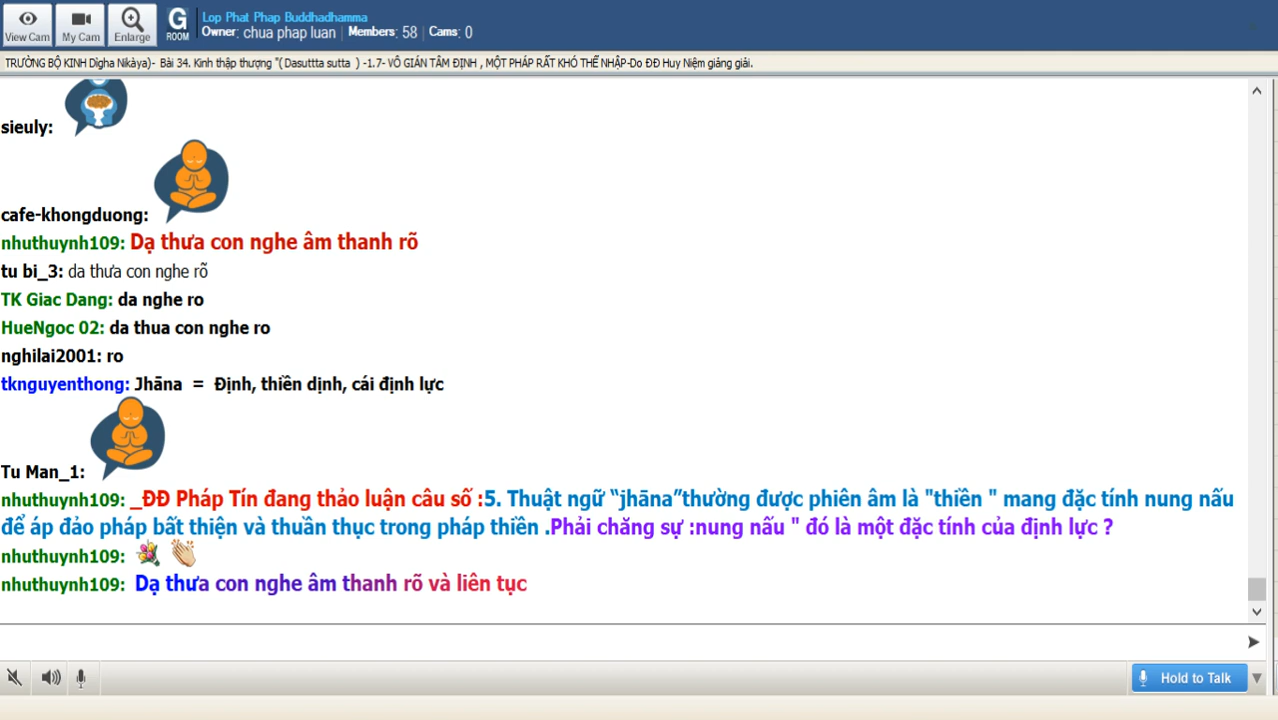 View Cam
My Cam
Enlarge
G
ROOM
Lop Phat Phap Buddhadhamma
Owner: chua phap luan | Members: 58 | Cams: 0
TRƯỜNG BỘ KINH Dìgha Nikàya)- Bài 34. Kinh thập thượng "( Dasuttta sutta ) -1.7- VÔ GIÁN TÂM ĐỊNH , MỘT PHÁP RẤT KHÓ THỂ NHẬP-Do ĐĐ Huy Niệm giảng giải.
sieuly:
cafe-khongduong:
nhuthuynh109: Dạ thưa con nghe âm thanh rõ
tu bi_3: da thưa con nghe rõ
TK Giac Dang: da nghe ro
HueNgoc 02: da thua con nghe ro
nghilai2001: ro
tknguyenthong: Jhāna = Định, thiền dịnh, cái định lực
Tu Man_1:
nhuthuynh109: _ĐĐ Pháp Tín đang thảo luận câu số :5. Thuật ngữ “jhāna”thường được phiên âm là "thiền " mang đặc tính nung nấu
để áp đảo pháp bất thiện và thuần thục trong pháp thiền .Phải chăng sự :nung nấu " đó là một đặc tính của định lực ?
nhuthuynh109:
nhuthuynh109: Dạ thưa con nghe âm thanh rõ và liên tục
Hold to Talk